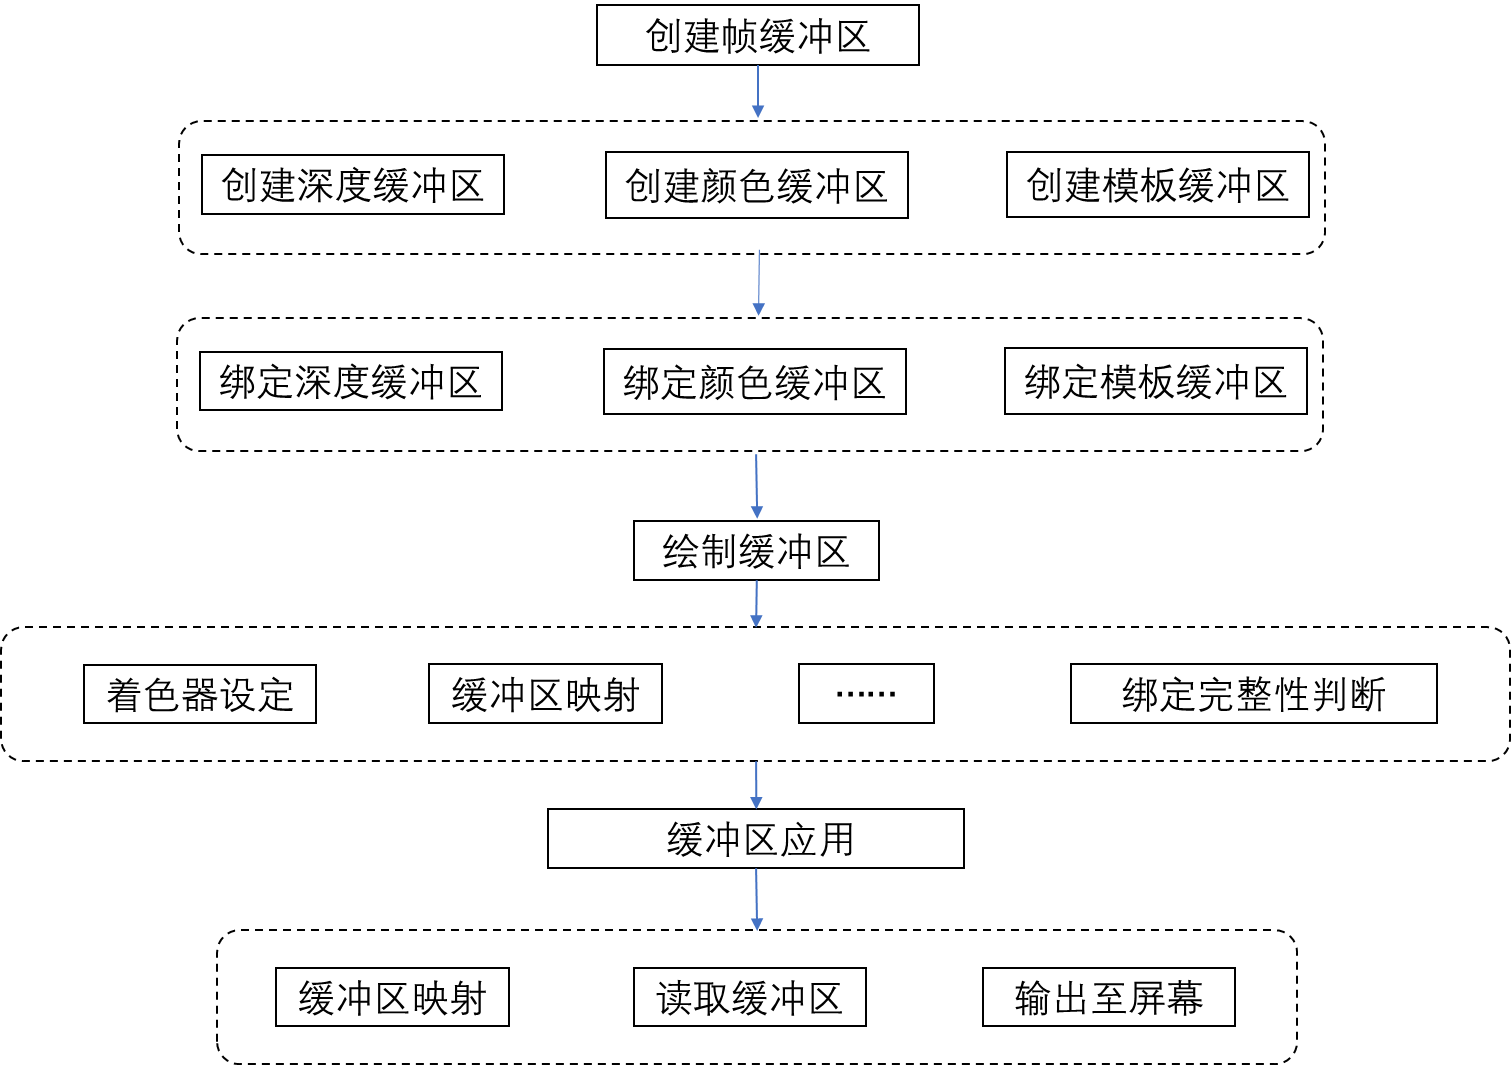 创建帧缓冲区
创建深度缓冲区
创建颜色缓冲区
创建模板缓冲区
绑定深度缓冲区
绑定颜色缓冲区
绑定模板缓冲区
绘制缓冲区
着色器设定
缓冲区映射
……
绑定完整性判断
缓冲区应用
缓冲区映射
读取缓冲区
输出至屏幕